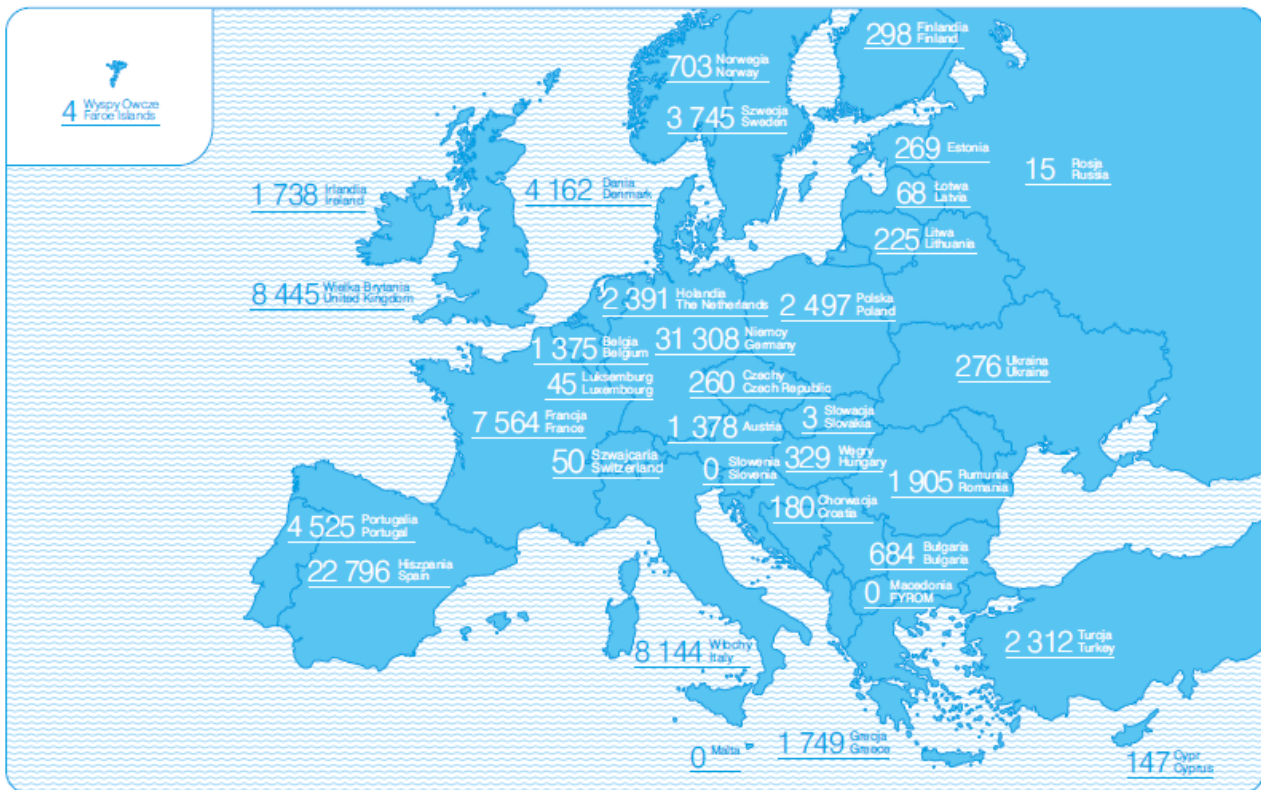 298 Finlandia
Finland
703 Norwegia
Norway
4 Wyspy Owcze
Faroe Islands
3 745 Szwecja
Sweden
269 Estonia
15 Rosja
Russia
1 738 Irlandia
Ireland
4 162 Dania
Denmark
68 Łotwa
Latvia
225 Litwa
Lithuania
8 445 Wielka Brytania
United Kingdom
2 391 Holandia
The Netherlands
2 497 Polska
Poland
1 375 Belgia
Belgium
31 308 Niemcy
Germany
276 Ukraina
Ukraine
45 Luksemburg
Luxembourg
260 Czechy
Czech Republic
7 564 Francja
France
1 378 Austria
3 Słowacja
Slovakia
50 Szwajcaria
Switzerland
0 Słowenia
Slovenia
329 Węgry
Hungary
1 905 Rumunia
Romania
180 Chorwacja
Croatia
4 525 Portugalia
Portugal
684 Bułgaria
Bulgaria
22 796 Hiszpania
Spain
0 Macedonia
FYROM
8 144 Włochy
Italy
2 312 Turcja
Turkey
0 Malta
1 749 Grecja
Greece
147 Cypr
Cyprus